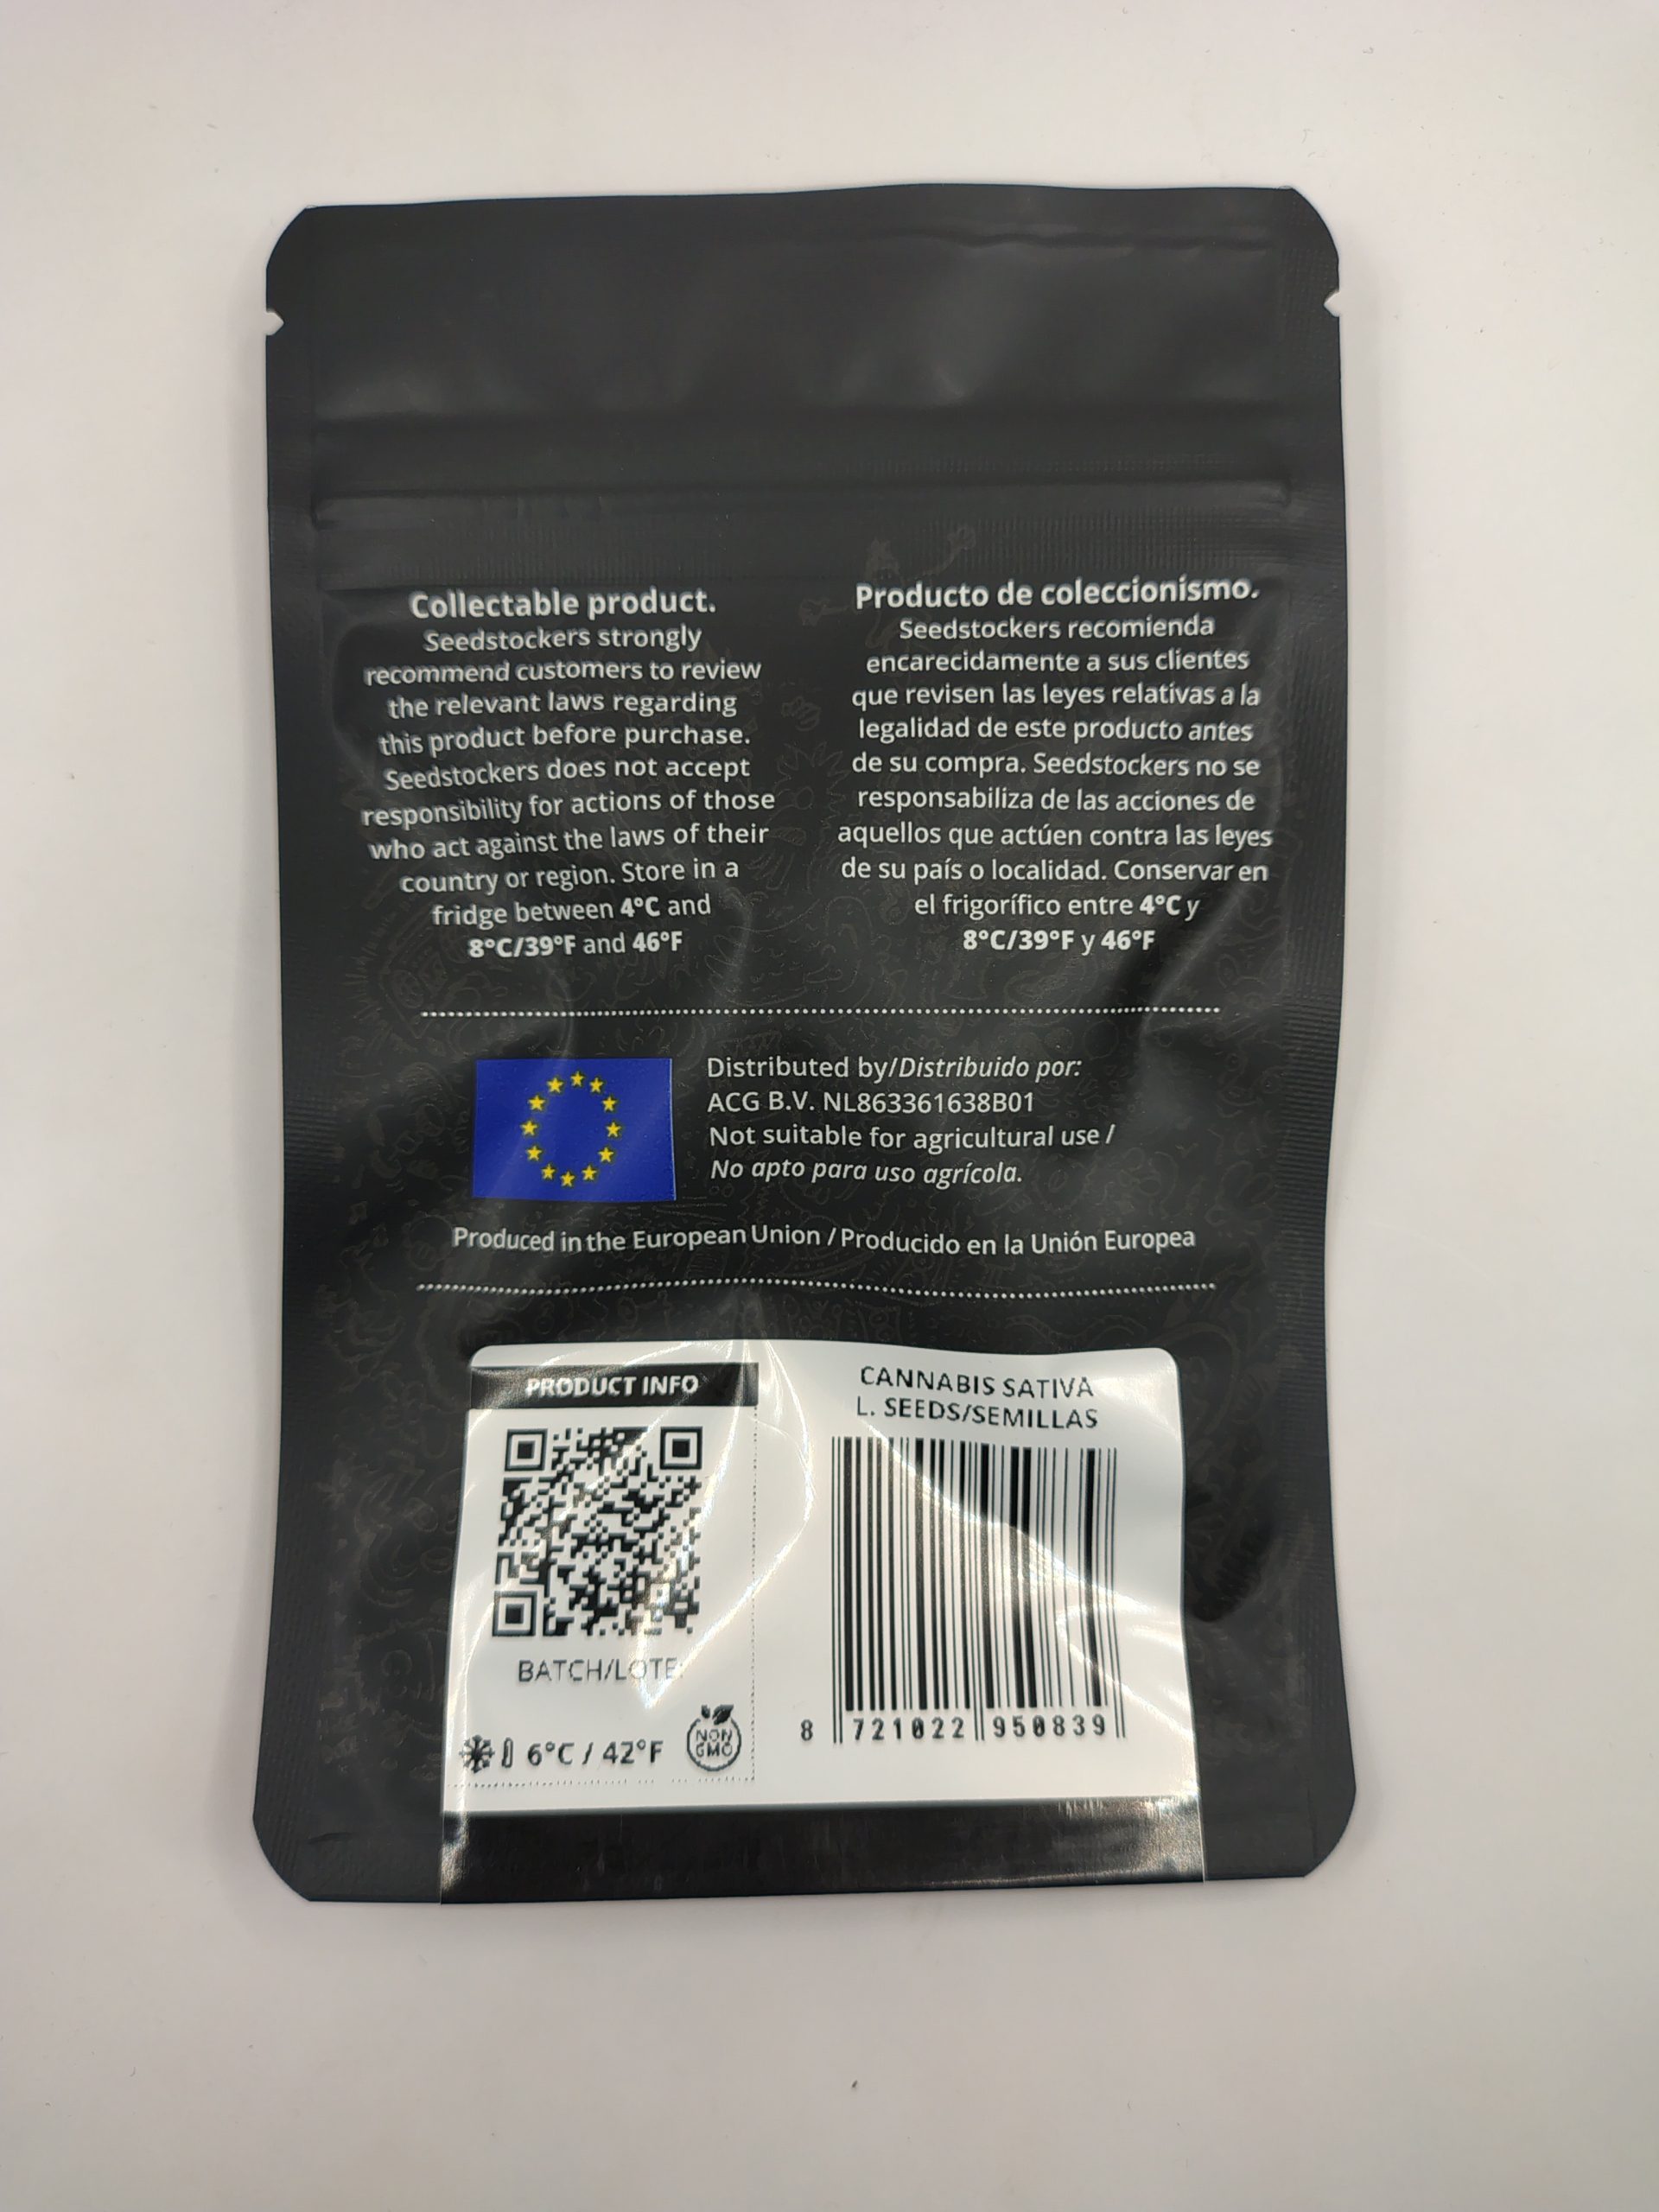 Collectable product.
Seedstockers strongly
recommend customers to review
the relevant laws regarding
this product before purchase.
Seedstockers does not accept
responsibility for actions of those
who act against the laws of their
country or region. Store in a
fridge between 4°C and
8°C/39°F and 46°F
Producto de coleccionismo.
Seedstockers recomienda
encarecidamente a sus clientes
que revisen las leyes relativas a la
legalidad de este producto antes
de su compra. Seedstockers no se
responsabiliza de las acciones de
aquellos que actúen contra las leyes
de su país o localidad. Conservar en
el frigorífico entre 4°C y
8°C/39°F y 46°F
Distributed by/Distribuido por:
ACG B.V. NL863361638B01
Not suitable for agricultural use /
No apto para uso agrícola.
Produced in the European Union / Producido en la Unión Europea
PRODUCT INFO
BATCH/LOTE:
6°C / 42°F
NON
GMO
CANNABIS SATIVA
L. SEEDS/SEMILLAS
8 721022 950839